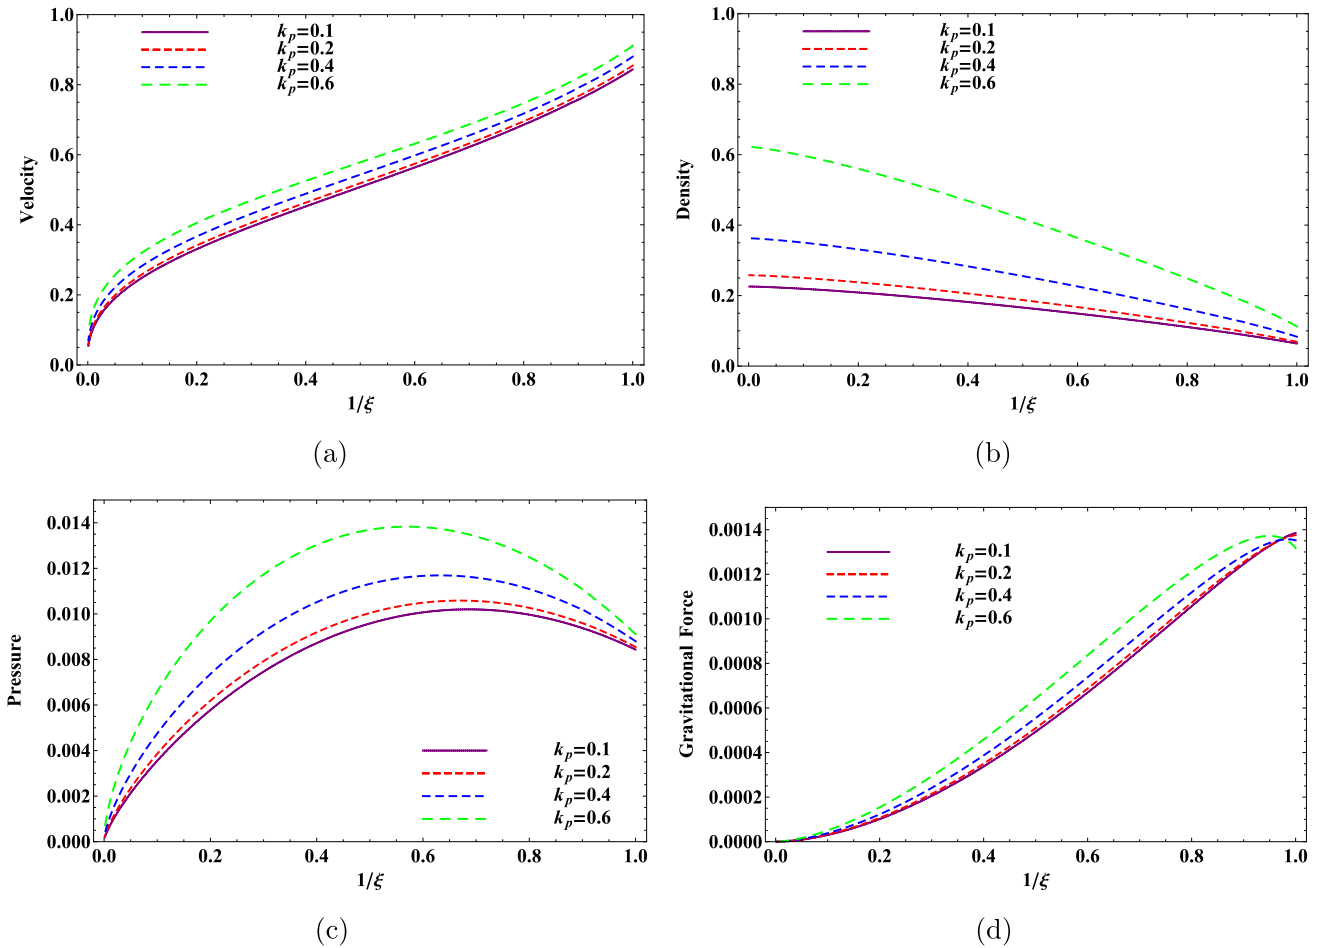 1.0
0.8
0.6
0.4
0.2
0.0
Velocity
k_p=0.1
k_p=0.2
k_p=0.4
k_p=0.6
0.0 0.2 0.4 0.6 0.8 1.0
1/ξ
(a)
1.0
0.8
0.6
0.4
0.2
0.0
Density
k_p=0.1
k_p=0.2
k_p=0.4
k_p=0.6
0.0 0.2 0.4 0.6 0.8 1.0
1/ξ
(b)
0.014
0.012
0.010
0.008
0.006
0.004
0.002
0.000
Pressure
k_p=0.1
k_p=0.2
k_p=0.4
k_p=0.6
0.0 0.2 0.4 0.6 0.8 1.0
1/ξ
(c)
0.0014
0.0012
0.0010
0.0008
0.0006
0.0004
0.0002
0.0000
Gravitational Force
k_p=0.1
k_p=0.2
k_p=0.4
k_p=0.6
0.0 0.2 0.4 0.6 0.8 1.0
1/ξ
(d)